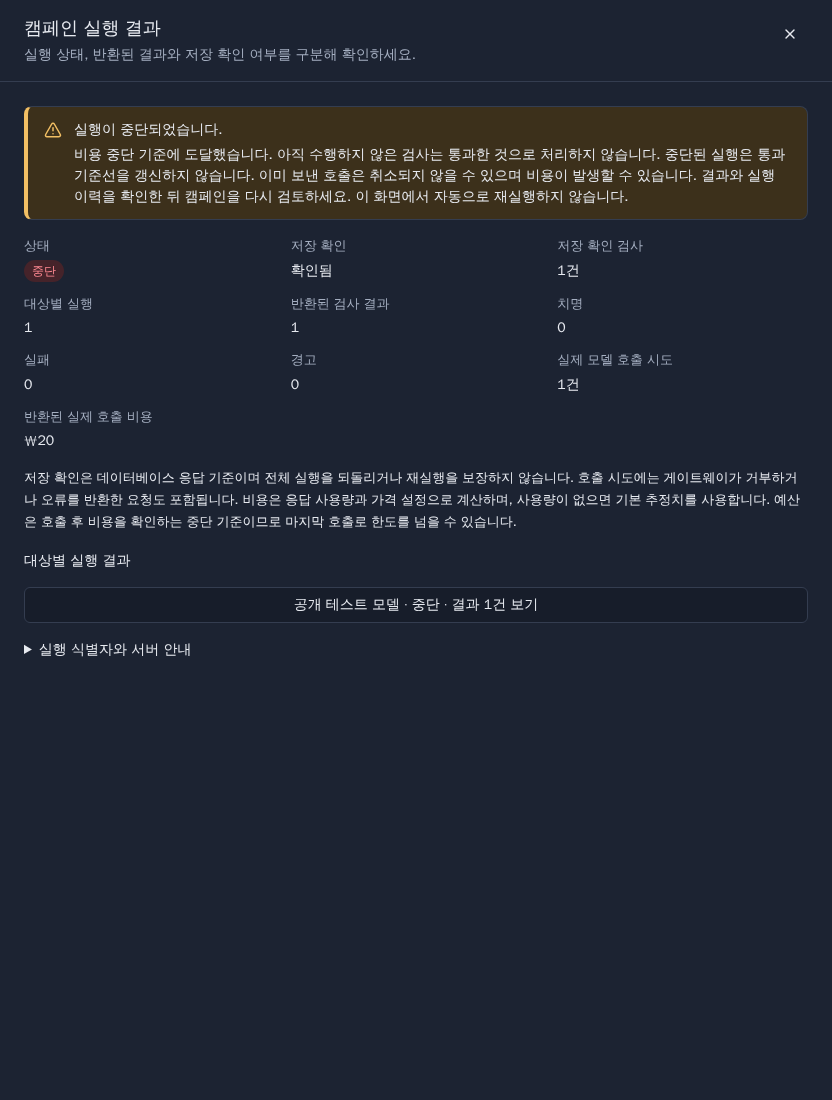 캠페인 실행 결과
실행 상태, 반환된 결과와 저장 확인 여부를 구분해 확인하세요.
실행이 중단되었습니다.
비용 중단 기준에 도달했습니다. 아직 수행하지 않은 검사는 통과한 것으로 처리하지 않습니다. 중단된 실행은 통과
기준선을 갱신하지 않습니다. 이미 보낸 호출은 취소되지 않을 수 있으며 비용이 발생할 수 있습니다. 결과와 실행
이력을 확인한 뒤 캠페인을 다시 검토하세요. 이 화면에서 자동으로 재실행하지 않습니다.
상태 저장 확인 저장 확인 검사
중단 확인됨 1건
대상별 실행 반환된 검사 결과 치명
1 1 0
실패 경고 실제 모델 호출 시도
0 0 1건
반환된 실제 호출 비용
₩20
저장 확인은 데이터베이스 응답 기준이며 전체 실행을 되돌리거나 재실행을 보장하지 않습니다. 호출 시도에는 게이트웨이가 거부하거
나 오류를 반환한 요청도 포함됩니다. 비용은 응답 사용량과 가격 설정으로 계산하며, 사용량이 없으면 기본 추정치를 사용합니다. 예산
은 호출 후 비용을 확인하는 중단 기준이므로 마지막 호출로 한도를 넘을 수 있습니다.
대상별 실행 결과
공개 테스트 모델 · 중단 · 결과 1건 보기
실행 식별자와 서버 안내